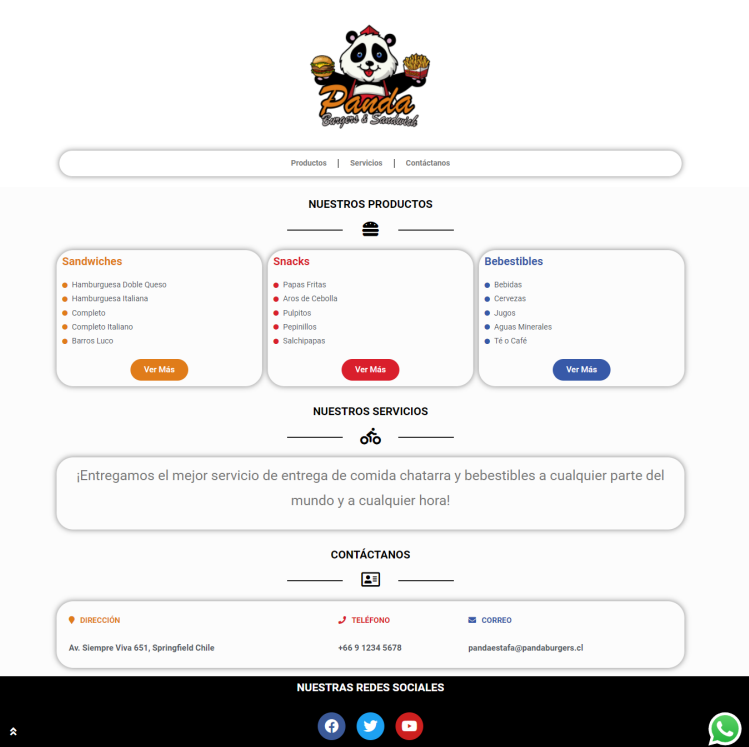 Panda
Burgers & Sandwich
Productos
Servicios
Contáctanos
NUESTROS PRODUCTOS
Sandwiches
Hamburguesa Doble Queso
Hamburguesa Italiana
Completo
Completo Italiano
Barros Luco
Ver Más
Snacks
Papas Fritas
Aros de Cebolla
Pulpitos
Pepinillos
Salchipapas
Ver Más
Bebestibles
Bebidas
Cervezas
Jugos
Aguas Minerales
Té o Café
Ver Más
NUESTROS SERVICIOS
¡Entregamos el mejor servicio de entrega de comida chatarra y bebestibles a cualquier parte del
mundo y a cualquier hora!
CONTÁCTANOS
DIRECCIÓN
Av. Siempre Viva 651, Springfield Chile
TELÉFONO
+66 9 1234 5678
CORREO
pandaestafa@pandaburgers.cl
NUESTRAS REDES SOCIALES